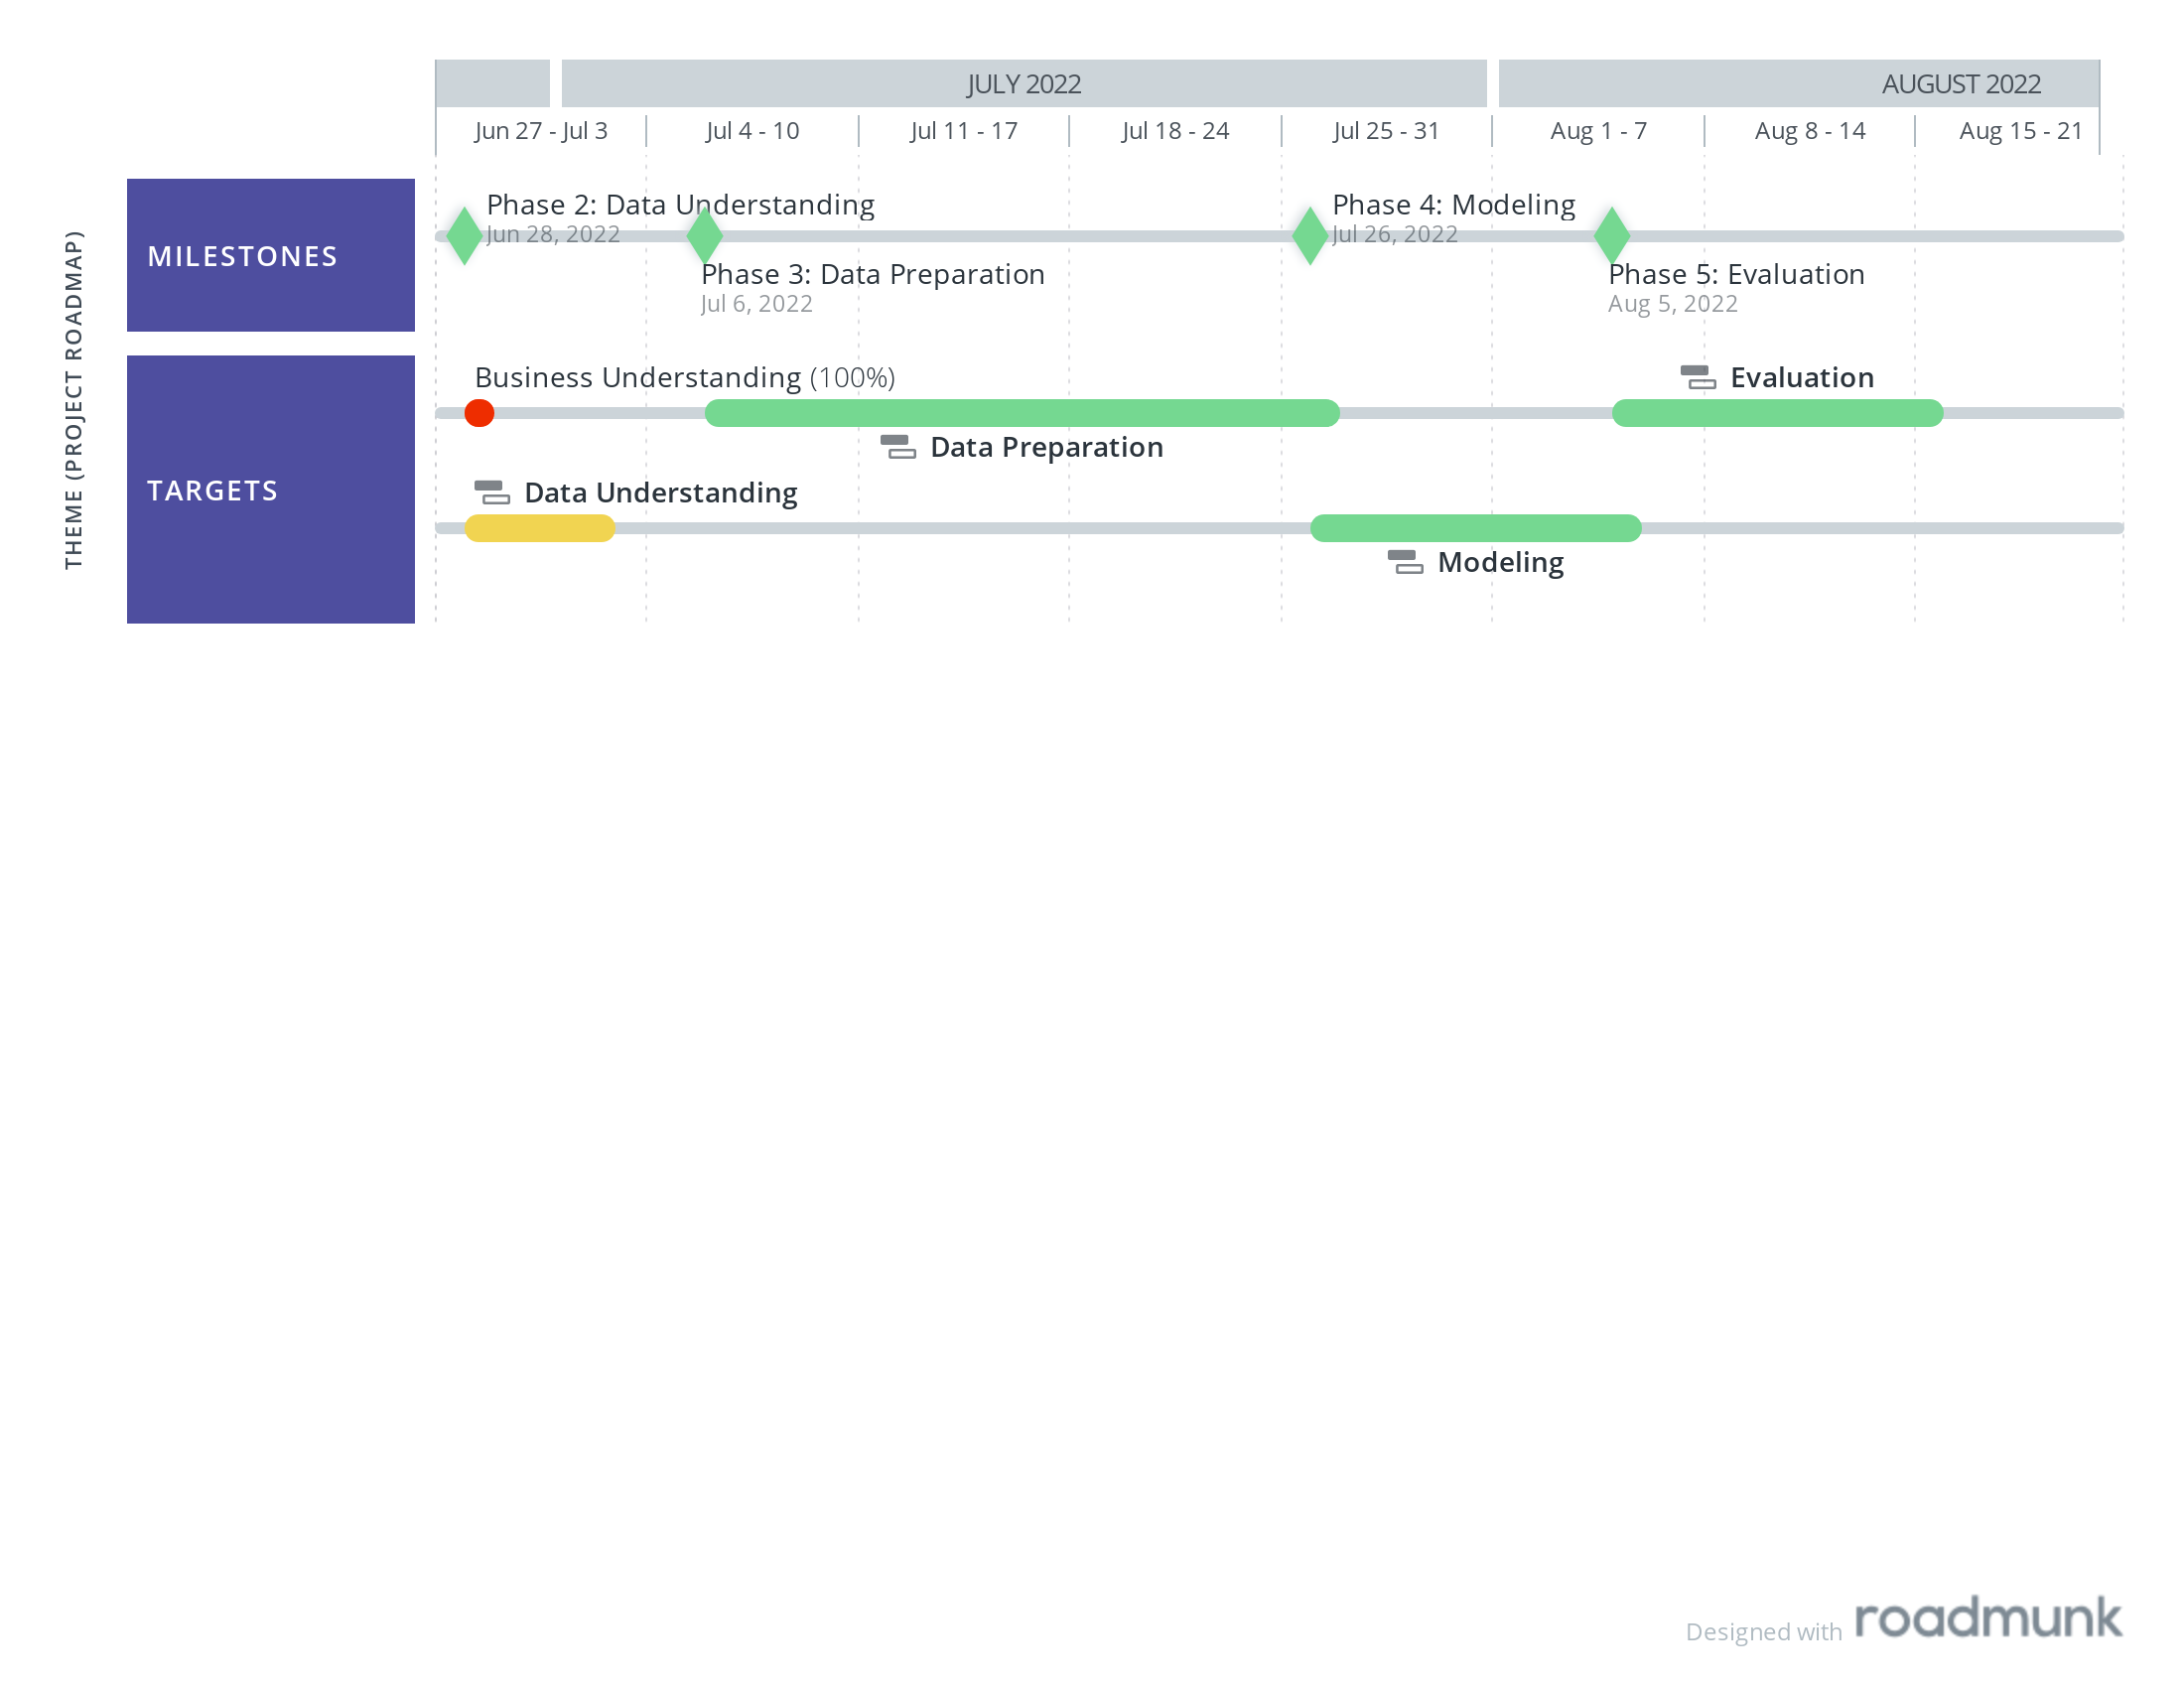 JULY 2022
AUGUST 2022
Jun 27 - Jul 3
Jul 4 - 10
Jul 11 - 17
Jul 18 - 24
Jul 25 - 31
Aug 1 - 7
Aug 8 - 14
Aug 15 - 21
THEME (PROJECT ROADMAP)
MILESTONES
Phase 2: Data Understanding
Jun 28, 2022
Phase 4: Modeling
Jul 26, 2022
Phase 3: Data Preparation
Jul 6, 2022
Phase 5: Evaluation
Aug 5, 2022
TARGETS
Business Understanding (100%)
Evaluation
Data Preparation
Data Understanding
Modeling
Designed with roadmunk